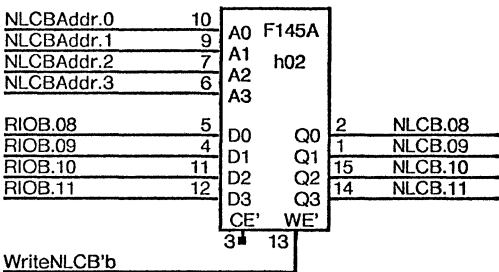 NLCBAddr.0 10 A0 F145A
NLCBAddr.1 9 A1 h02
NLCBAddr.2 7 A2
NLCBAddr.3 6 A3
RIOB.08 5 D0 Q0 2 NLCB.08
RIOB.09 4 D1 Q1 1 NLCB.09
RIOB.10 11 D2 Q2 15 NLCB.10
RIOB.11 12 D3 Q3 14 NLCB.11
CE' WE'
3 13
WriteNLCB'b